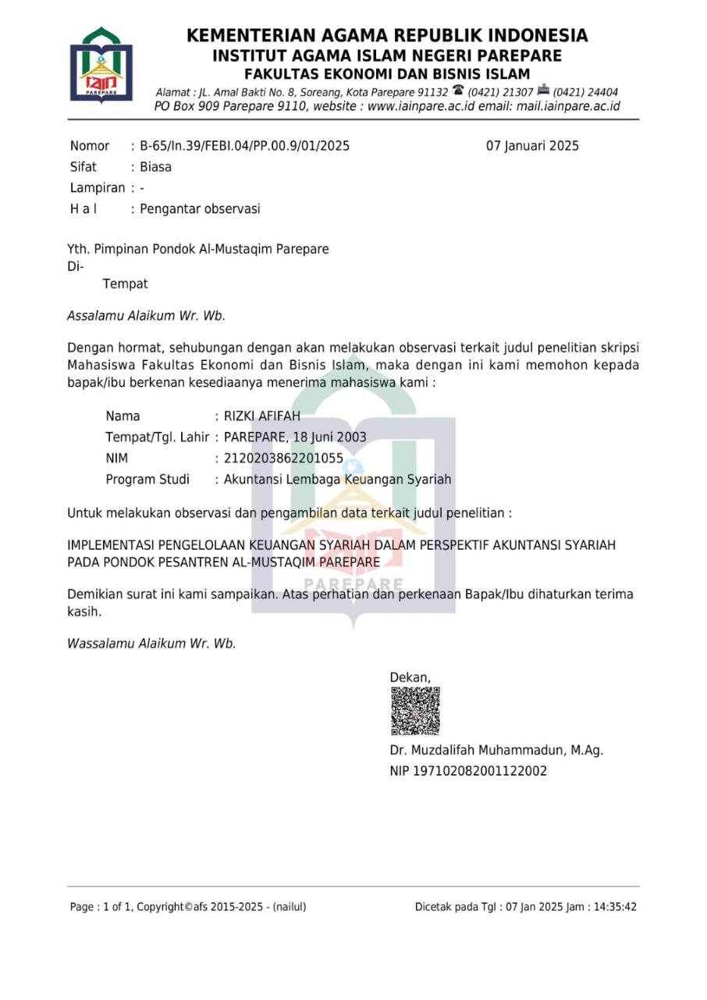 KEMENTERIAN AGAMA REPUBLIK INDONESIA
INSTITUT AGAMA ISLAM NEGERI PAREPARE
FAKULTAS EKONOMI DAN BISNIS ISLAM
Alamat : JL. Amal Bakti No. 8, Soreang, Kota Parepare 91132 ☎ (0421) 21307 📠 (0421) 24404
PO Box 909 Parepare 9110, website : www.iainpare.ac.id email: mail.iainpare.ac.id
iain
PAREPARE
Nomor : B-65/In.39/FEBI.04/PP.00.9/01/2025 07 Januari 2025
Sifat : Biasa
Lampiran : -
H a l : Pengantar observasi
Yth. Pimpinan Pondok Al-Mustaqim Parepare
Di-
Tempat
Assalamu Alaikum Wr. Wb.
Dengan hormat, sehubungan dengan akan melakukan observasi terkait judul penelitian skripsi
Mahasiswa Fakultas Ekonomi dan Bisnis Islam, maka dengan ini kami memohon kepada
bapak/ibu berkenan kesediaanya menerima mahasiswa kami :
Nama : RIZKI AFIFAH
Tempat/Tgl. Lahir : PAREPARE, 18 Juni 2003
NIM : 2120203862201055
Program Studi : Akuntansi Lembaga Keuangan Syariah
Untuk melakukan observasi dan pengambilan data terkait judul penelitian :
IMPLEMENTASI PENGELOLAAN KEUANGAN SYARIAH DALAM PERSPEKTIF AKUNTANSI SYARIAH
PADA PONDOK PESANTREN AL-MUSTAQIM PAREPARE
iain
PAREPARE
Demikian surat ini kami sampaikan. Atas perhatian dan perkenaan Bapak/Ibu dihaturkan terima
kasih.
Wassalamu Alaikum Wr. Wb.
Dekan,
Dr. Muzdalifah Muhammadun, M.Ag.
NIP 197102082001122002
Page : 1 of 1, Copyright©afs 2015-2025 - (nailul) Dicetak pada Tgl : 07 Jan 2025 Jam : 14:35:42